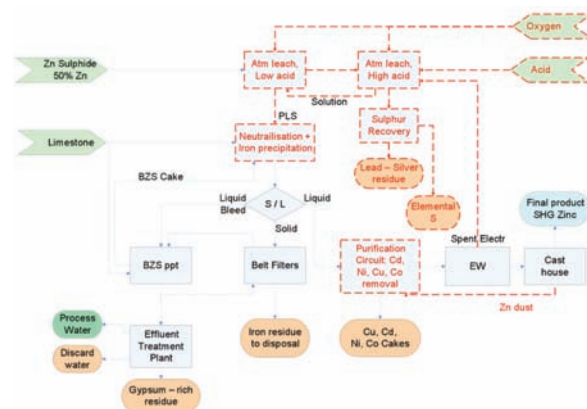 Oxygen
Zn Sulphide
50% Zn
Atm leach,
Low acid
Atm leach,
High acid
Acid
Solution
PLS
Sulphur
Recovery
Limestone
Neutrailisation +
Iron precipitation
BZS Cake
Lead – Silver
residue
Liquid
Bleed
S / L
Liquid
Elemental
S
Final product
SHG Zinc
Solid
Spent Electr
BZS ppt
Belt Filters
Purification
Circuit: Cd,
Ni, Cu, Co
removal
EW
Cast
house
Zn dust
Process
Water
Effluent
Treatment
Plant
Iron residue
to disposal
Cu, Cd,
Ni, Co Cakes
Discard
water
Gypsum – rich
residue